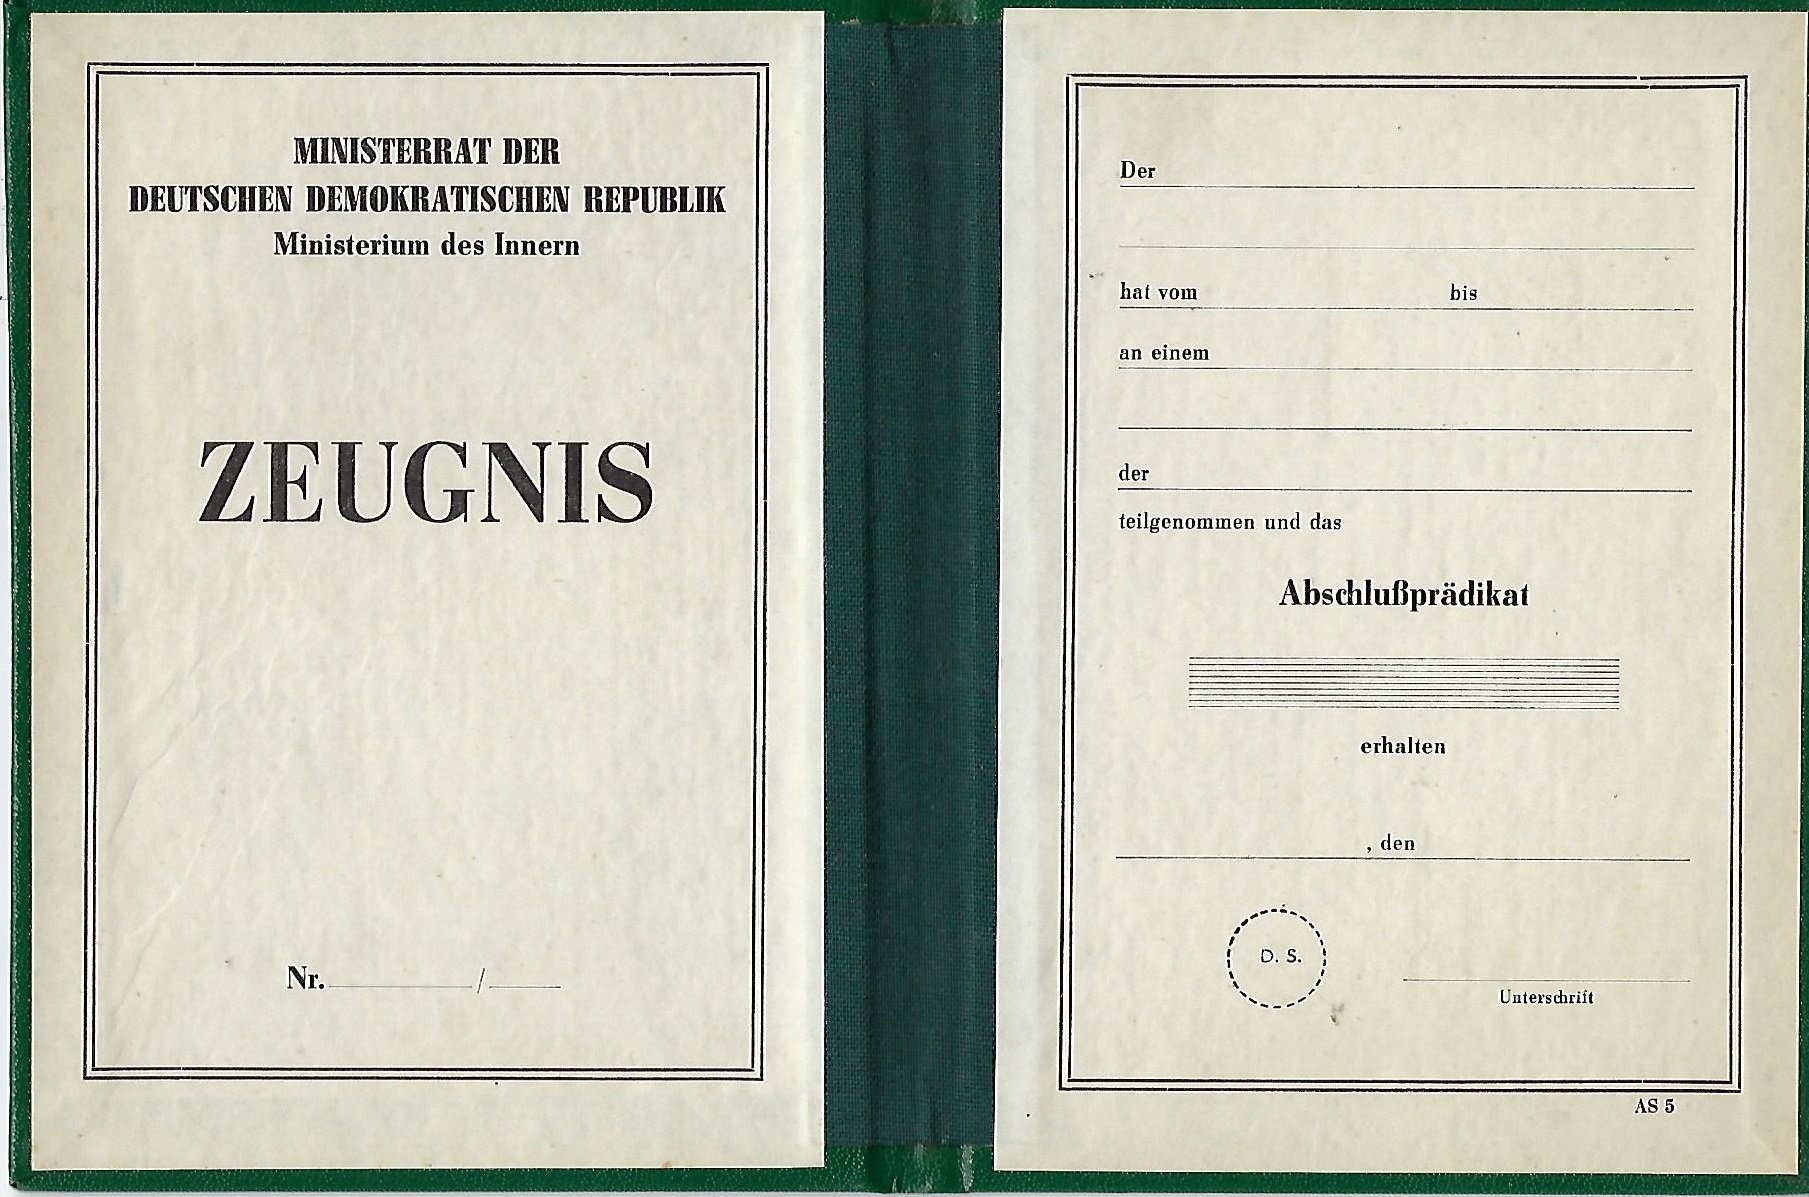 MINISTERRAT DER
DEUTSCHEN DEMOKRATISCHEN REPUBLIK
Ministerium des Innern
ZEUGNIS
Nr. /
Der
hat vom bis
an einem
der
teilgenommen und das
Abschlußprädikat
erhalten
, den
D. S.
Unterschrift
AS 5